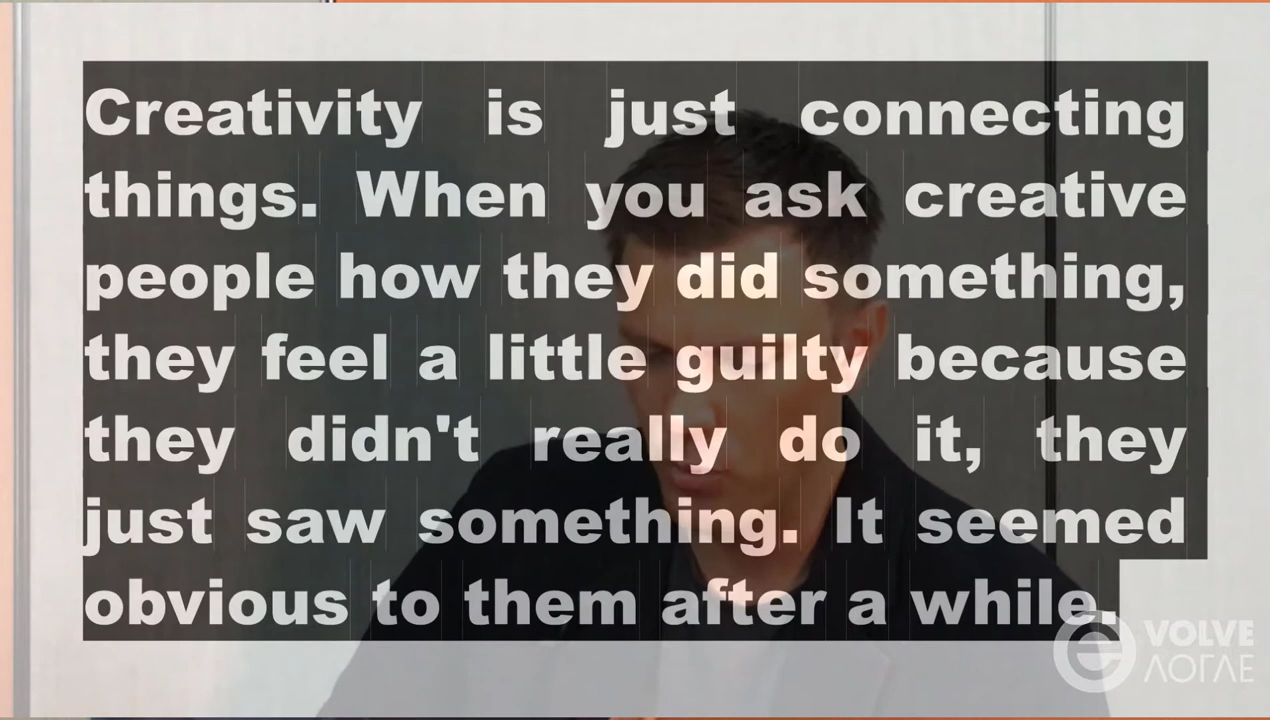 Creativity is just connecting
things. When you ask creative
people how they did something,
they feel a little guilty because
they didn't really do it, they
just saw something. It seemed
obvious to them after a while.
e VOLVE
ΛΟΓΛΕ